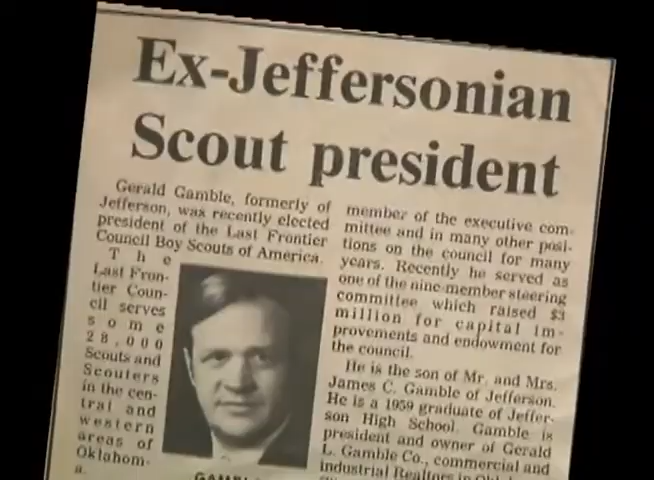 Ex-Jeffersonian
Scout president
Gerald Gamble, formerly of
Jefferson, was recently elected
president of the Last Frontier
Council Boy Scouts of America.
The
Last Fron-
tier Coun-
cil serves
some
28,000
Scouts and
Scouters
in the cen-
tral and
western
areas of
Oklahom-
a.
member of the executive com-
mittee and in many other posi-
tions on the council for many
years. Recently he served as
one of the nine-member steering
committee which raised $3
million for capital im-
provements and endowment for
the council.
He is the son of Mr. and Mrs.
James C. Gamble of Jefferson.
He is a 1959 graduate of Jeffer-
son High School. Gamble is
president and owner of Gerald
L. Gamble Co., commercial and
industrial Realtors in